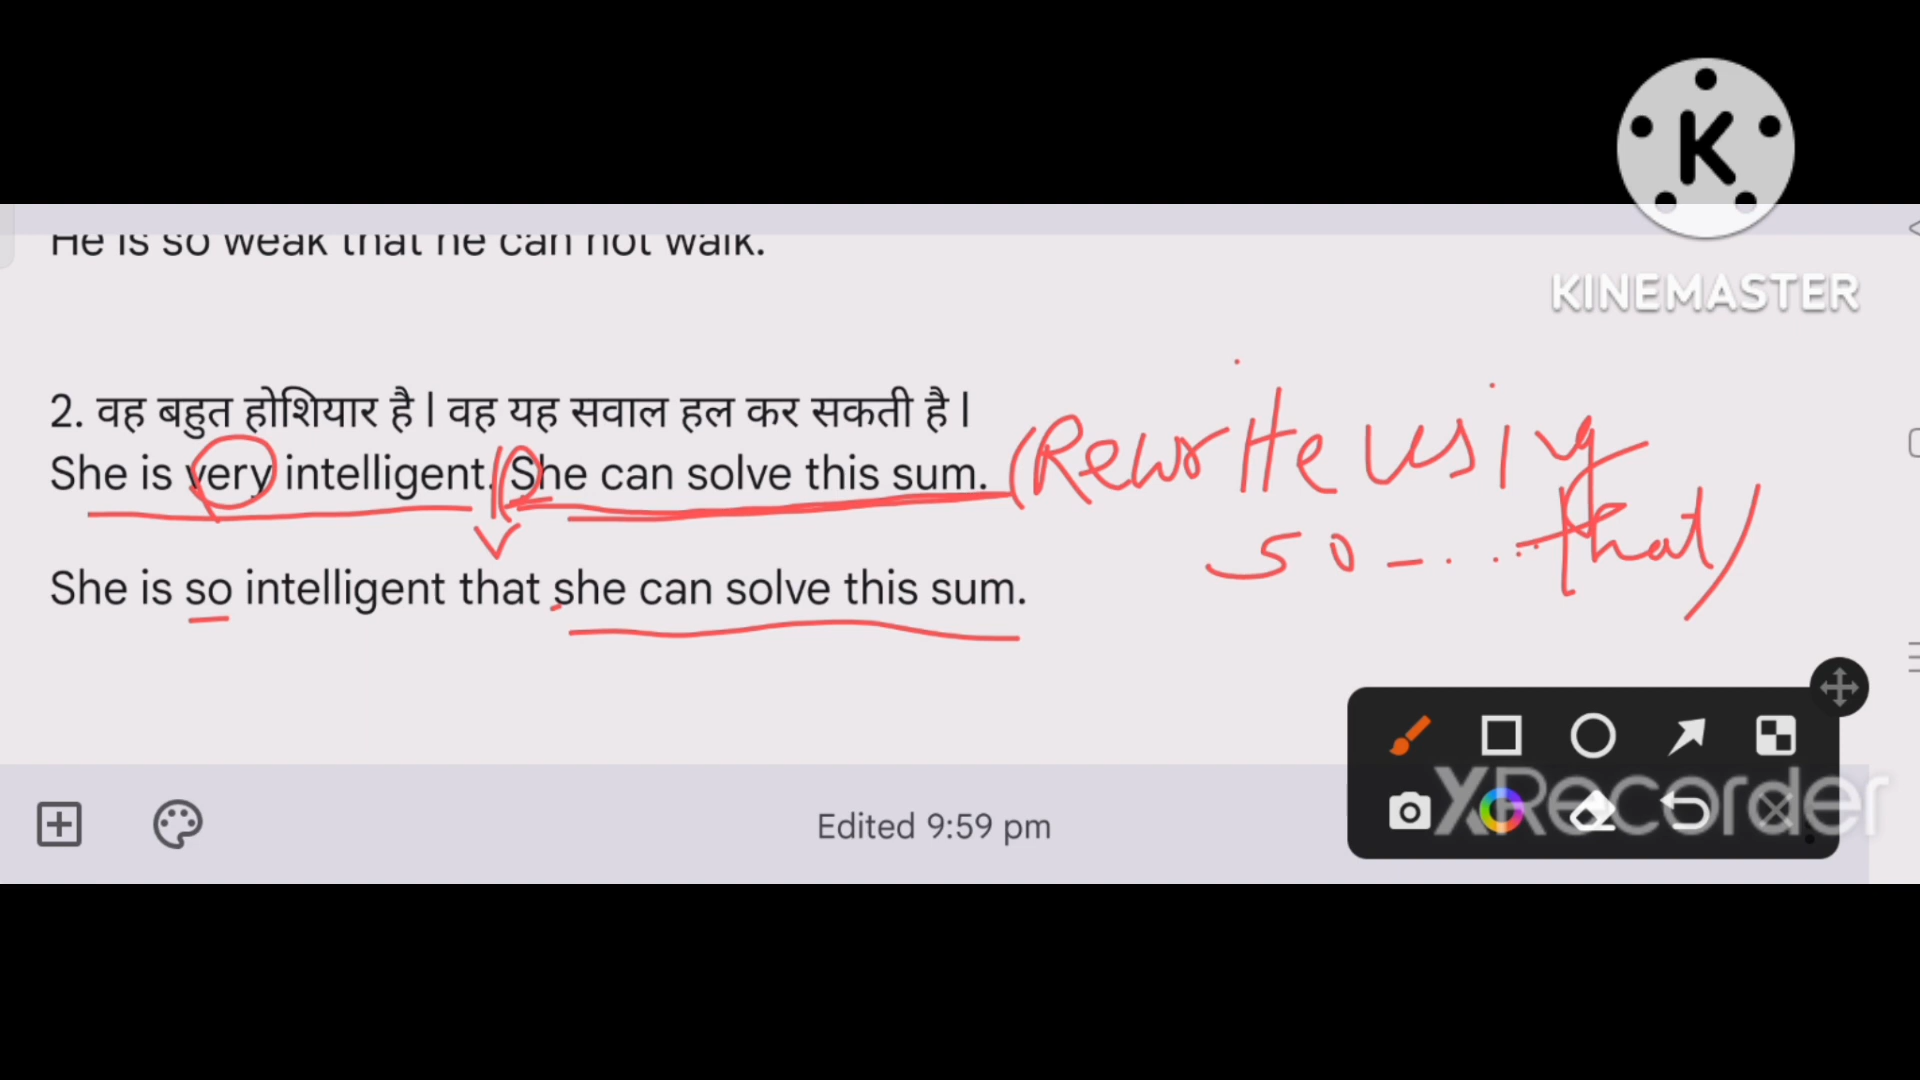 He is so weak that he can not walk.
KINEMASTER
2. वह बहुत होशियार है | वह यह सवाल हल कर सकती है |
She is very intelligent. She can solve this sum.
(Rewrite using
so -.... that)
She is so intelligent that she can solve this sum.
XRecorder
Edited 9:59 pm